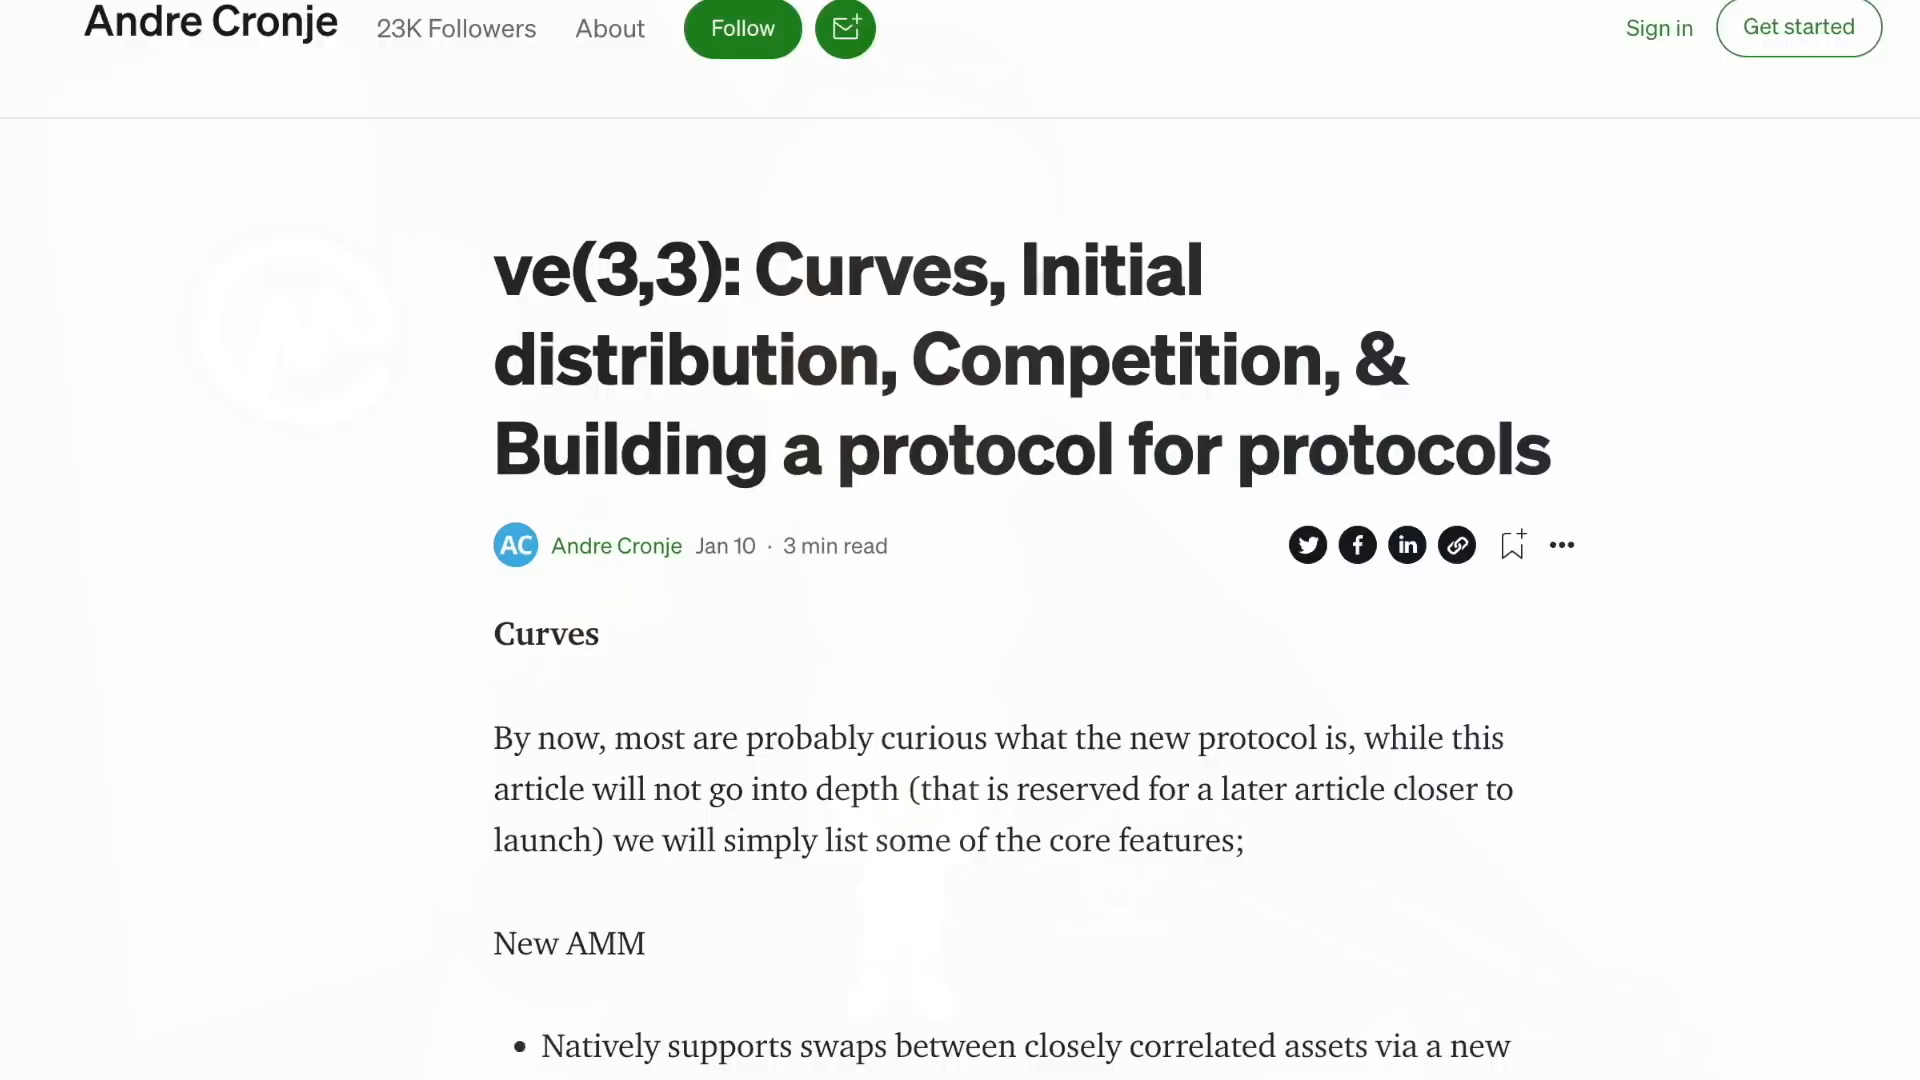 Andre Cronje 23K Followers About Follow Sign in Get started
ve(3,3): Curves, Initial
distribution, Competition, &
Building a protocol for protocols
AC Andre Cronje Jan 10 · 3 min read
Curves
By now, most are probably curious what the new protocol is, while this
article will not go into depth (that is reserved for a later article closer to
launch) we will simply list some of the core features;
New AMM
• Natively supports swaps between closely correlated assets via a new